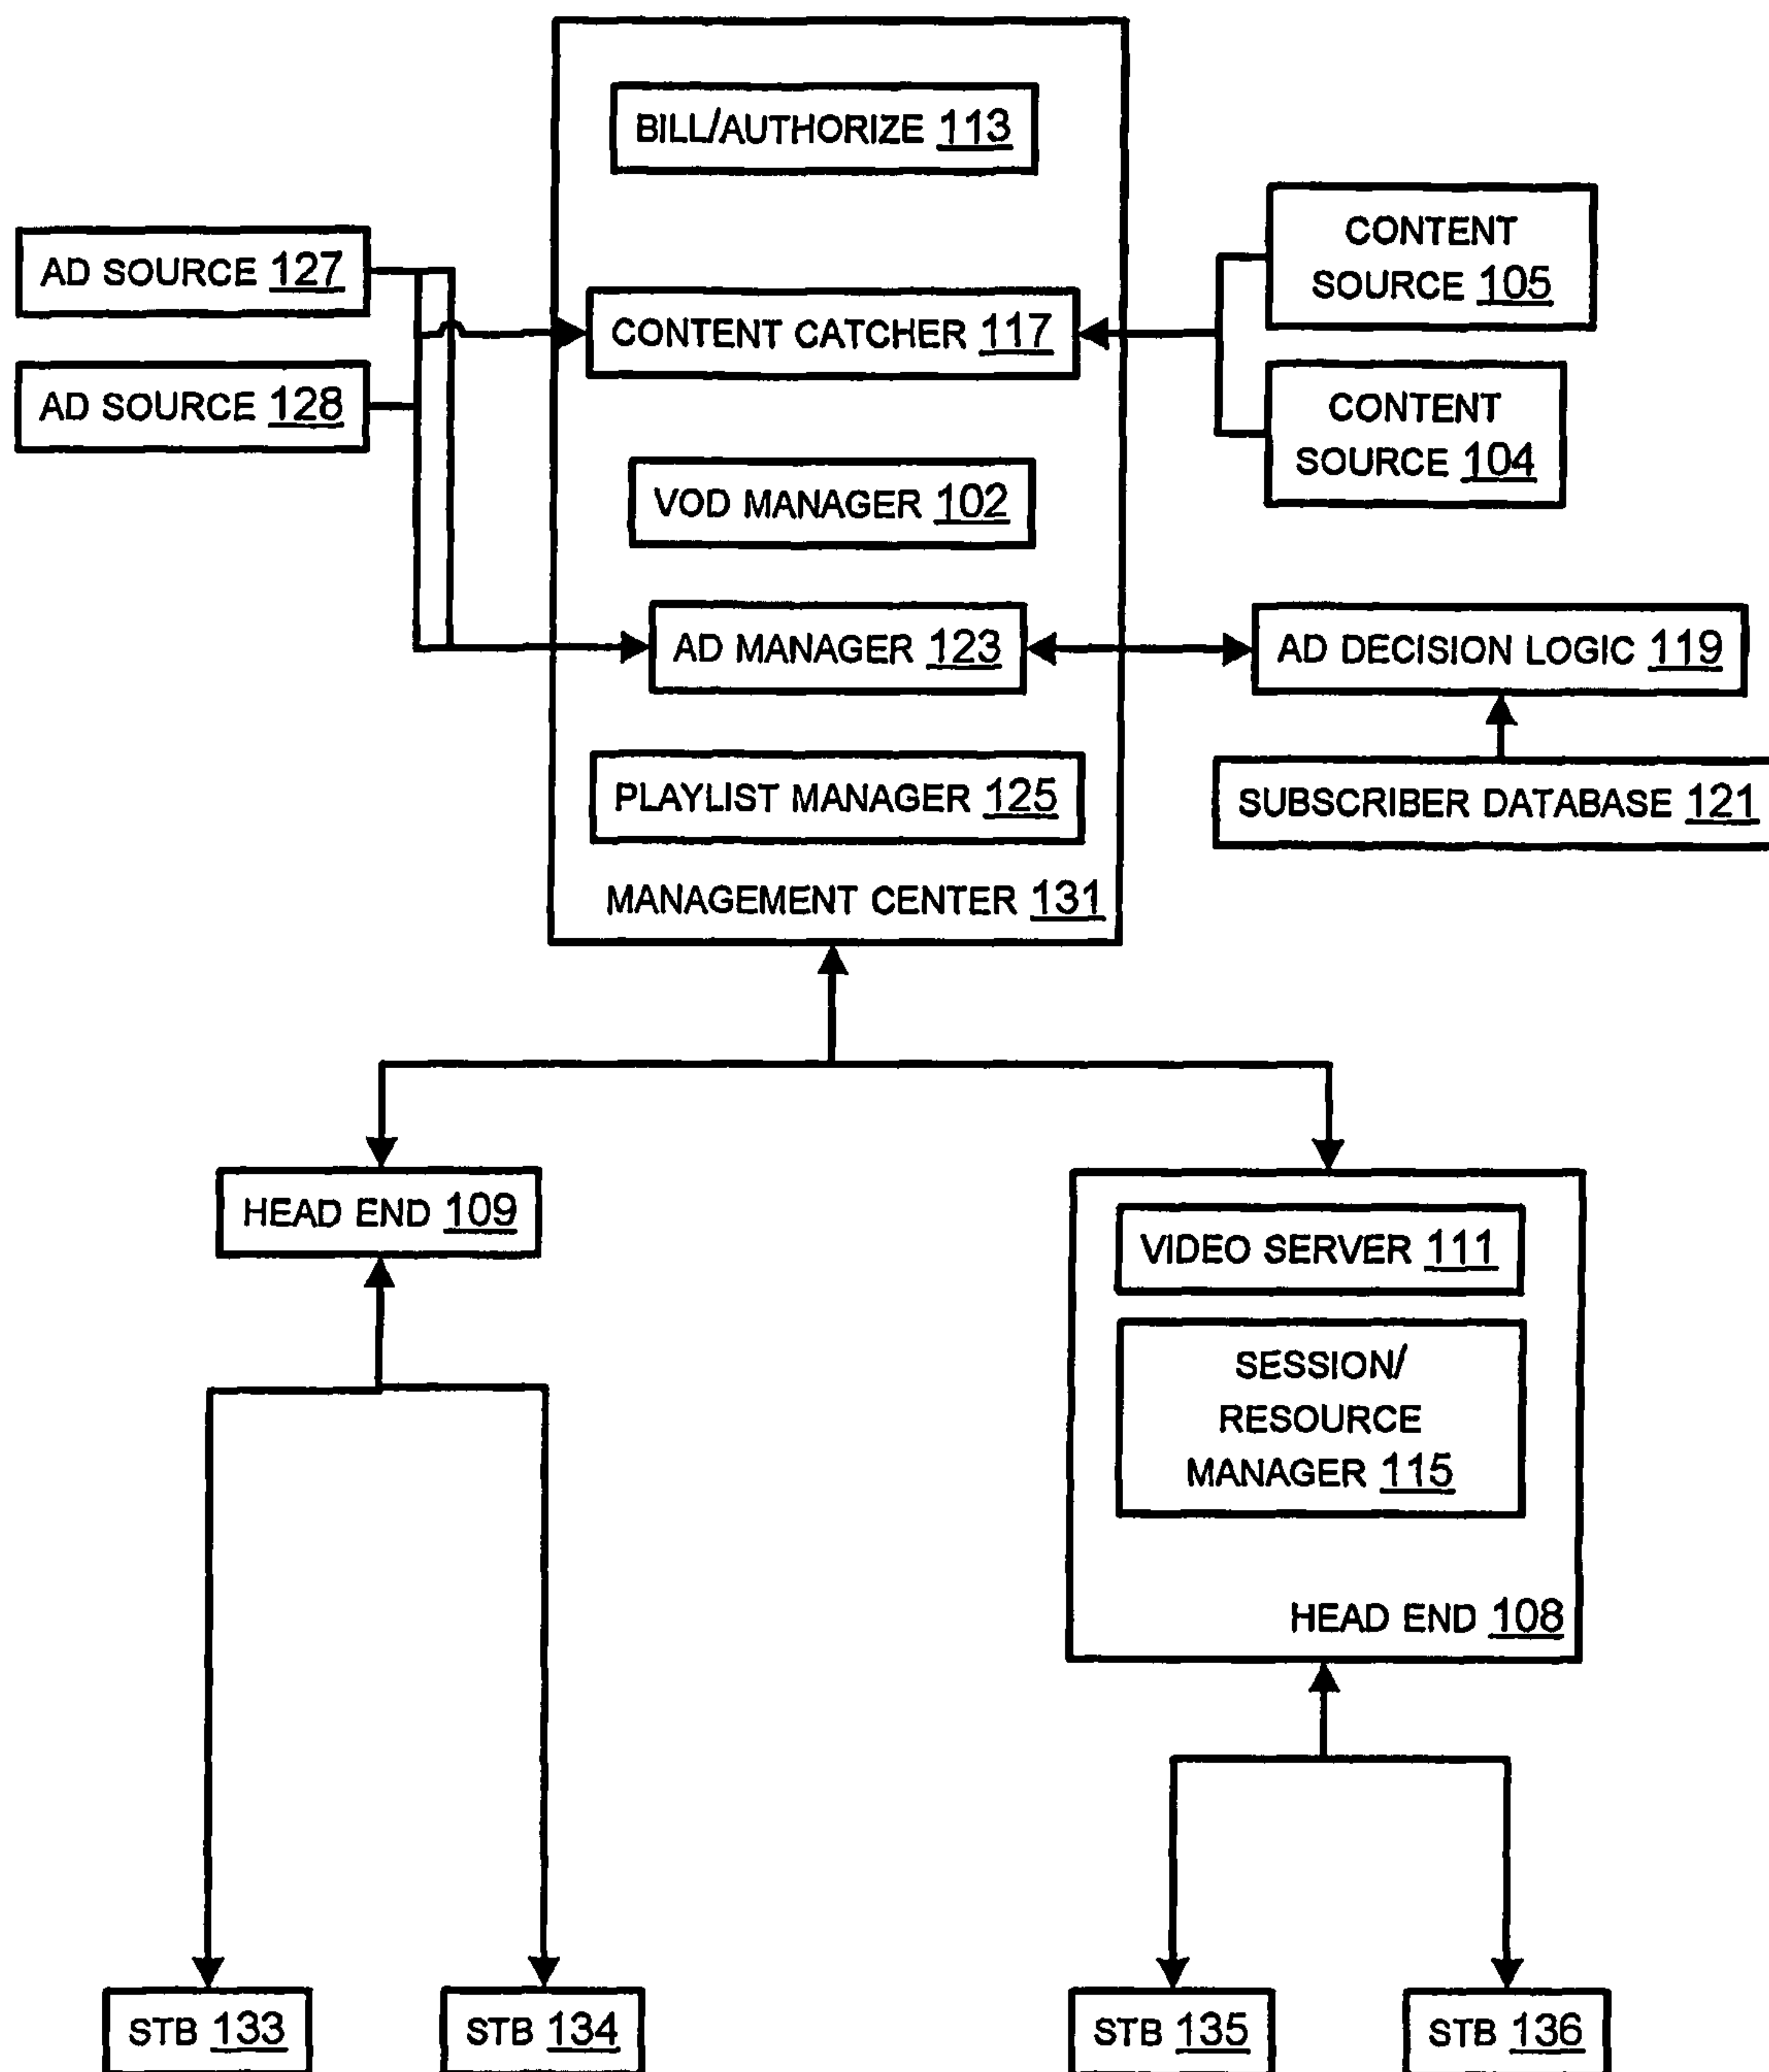 BILL/AUTHORIZE 113
AD SOURCE 127
CONTENT
SOURCE 105
CONTENT CATCHER 117
AD SOURCE 128
CONTENT
SOURCE 104
VOD MANAGER 102
AD MANAGER 123
AD DECISION LOGIC 119
PLAYLIST MANAGER 125
SUBSCRIBER DATABASE 121
MANAGEMENT CENTER 131
HEAD END 109
VIDEO SERVER 111
SESSION/
RESOURCE
MANAGER 115
HEAD END 108
STB 133
STB 134
STB 135
STB 136